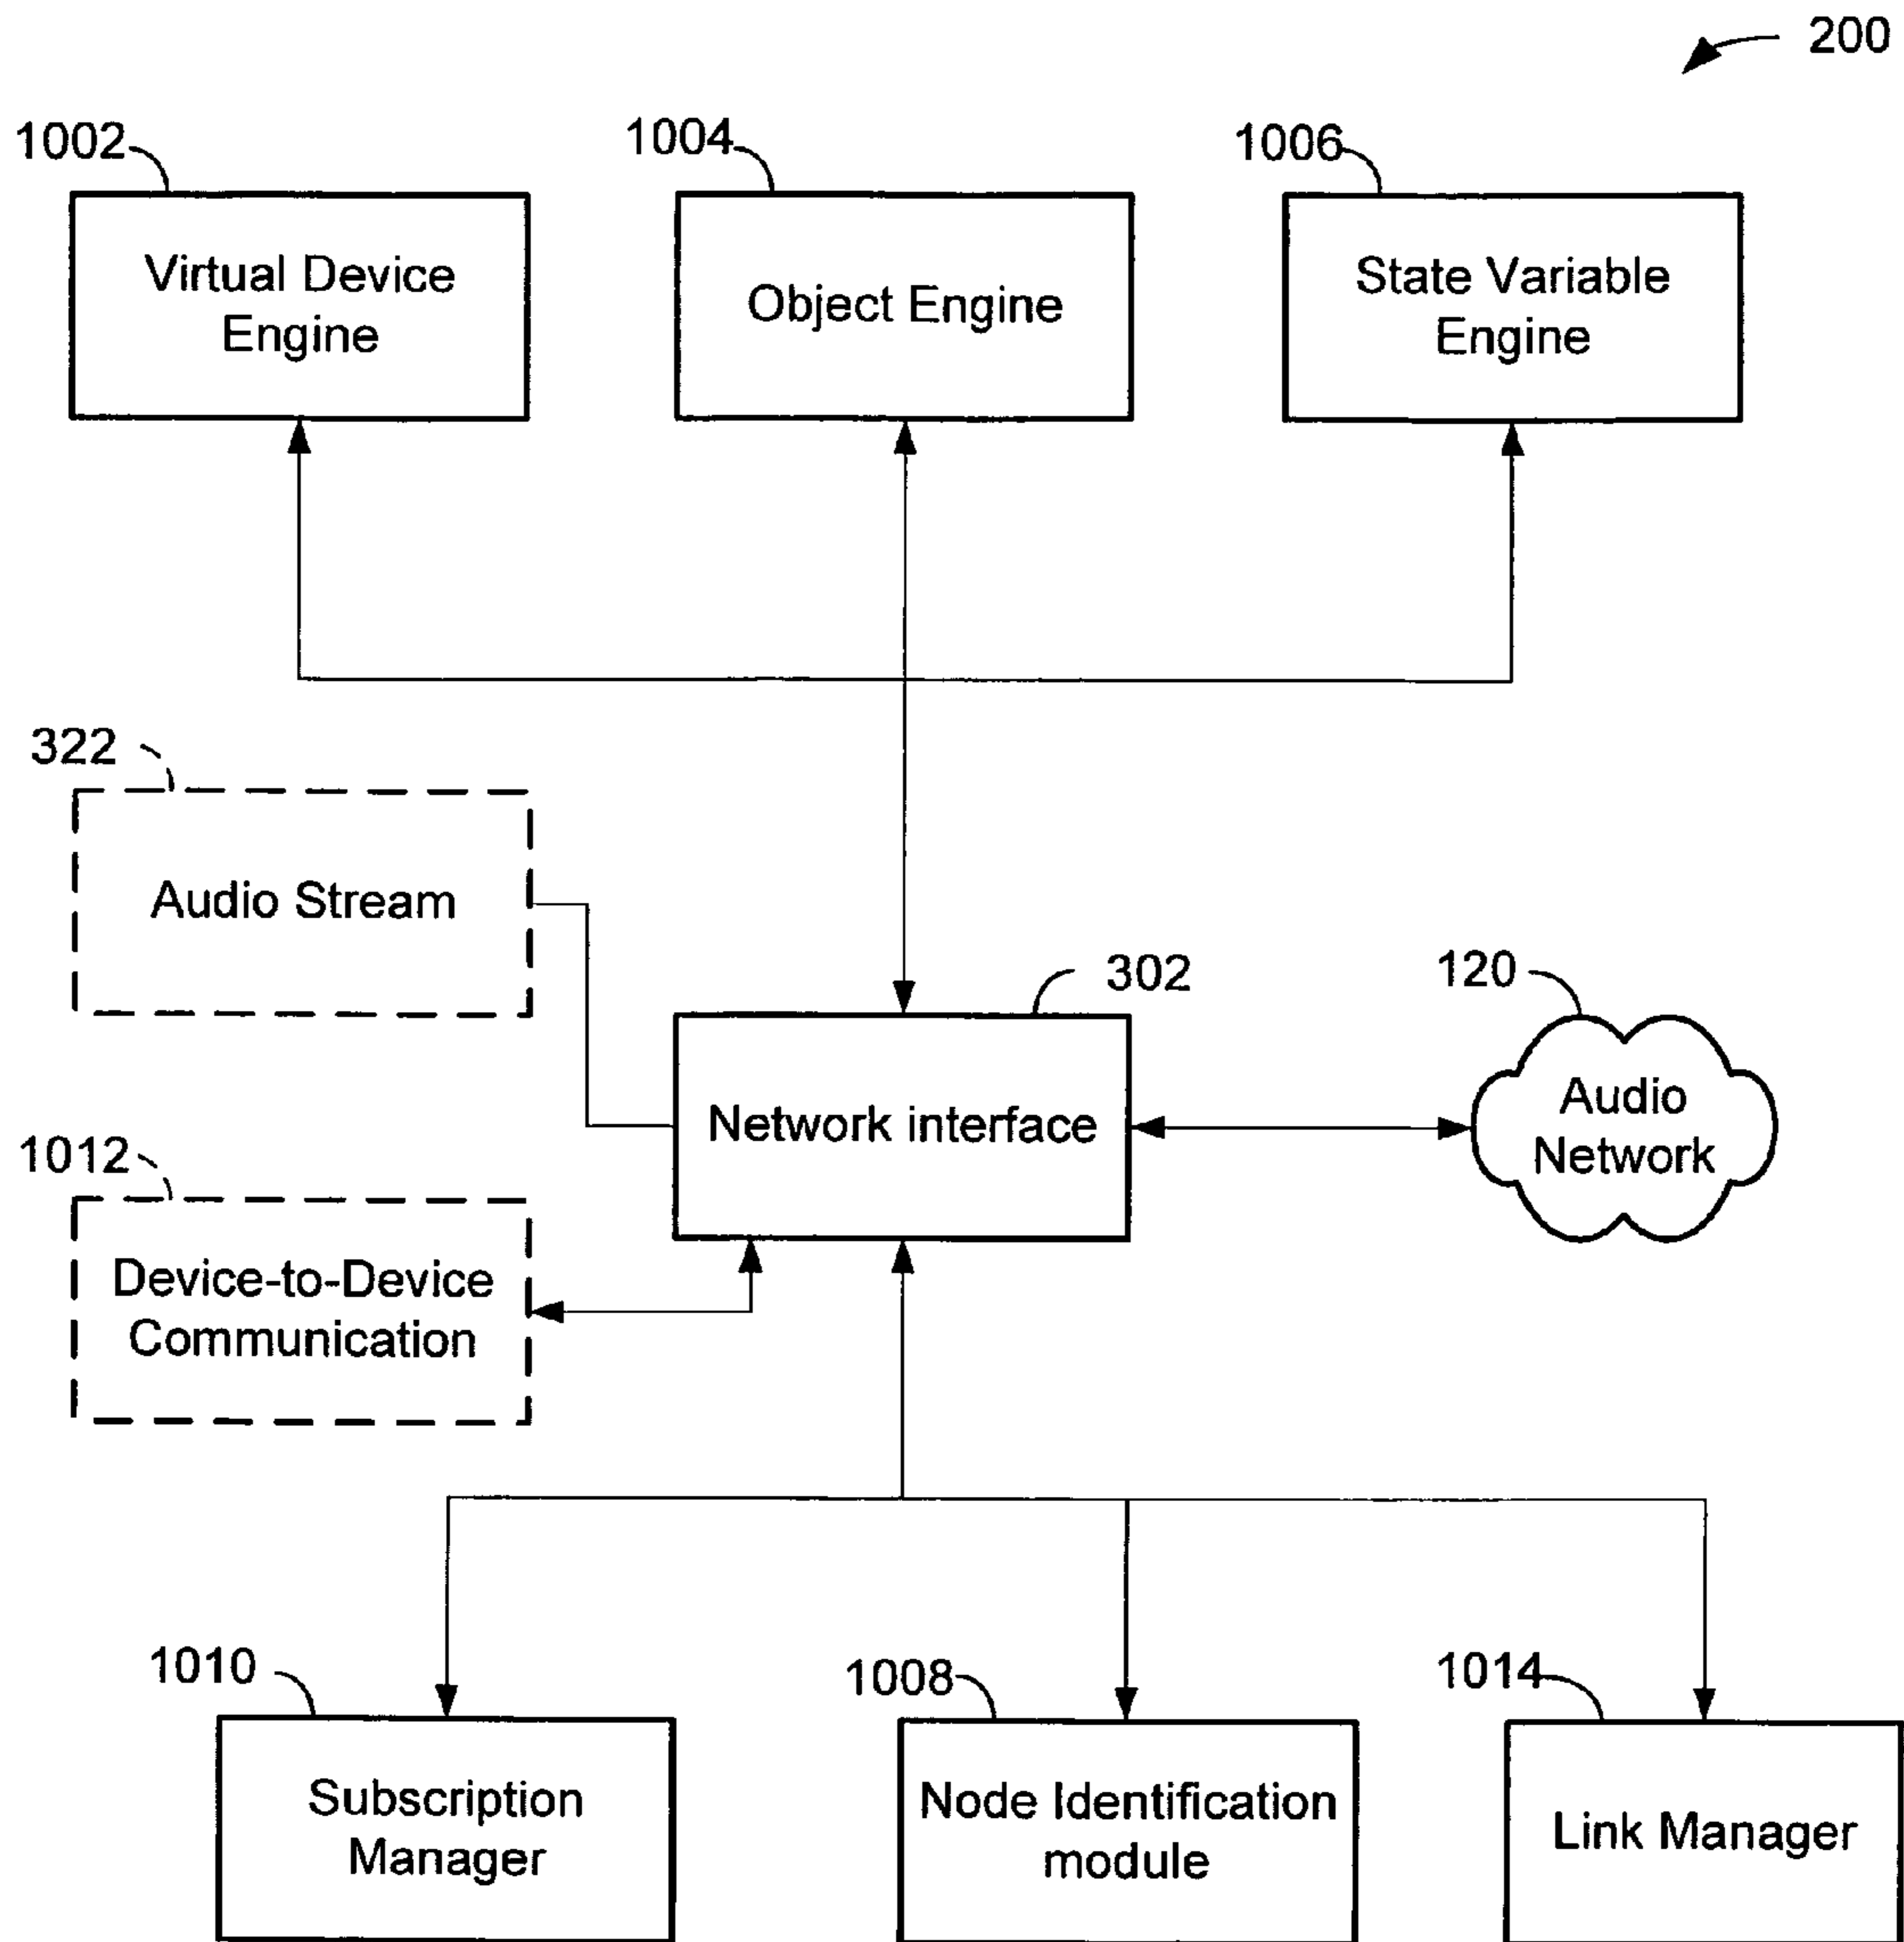 200
1002
1004
1006
Virtual Device
Engine
Object Engine
State Variable
Engine
322
Audio Stream
302
120
Network interface
Audio
Network
1012
Device-to-Device
Communication
1010
1008
1014
Subscription
Manager
Node Identification
module
Link Manager